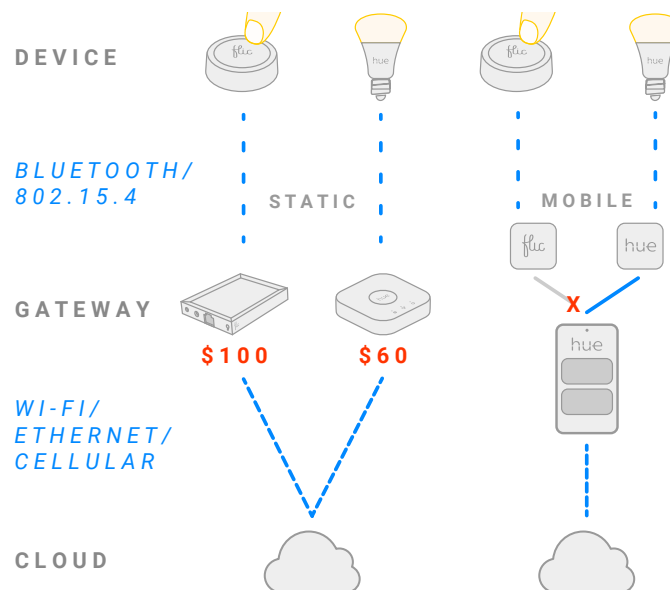 DEVICE
flic
hue
flic
hue
BLUETOOTH/
802.15.4
STATIC
MOBILE
flic
hue
GATEWAY
hue
X
$100
$60
hue
WI-FI/
ETHERNET/
CELLULAR
CLOUD